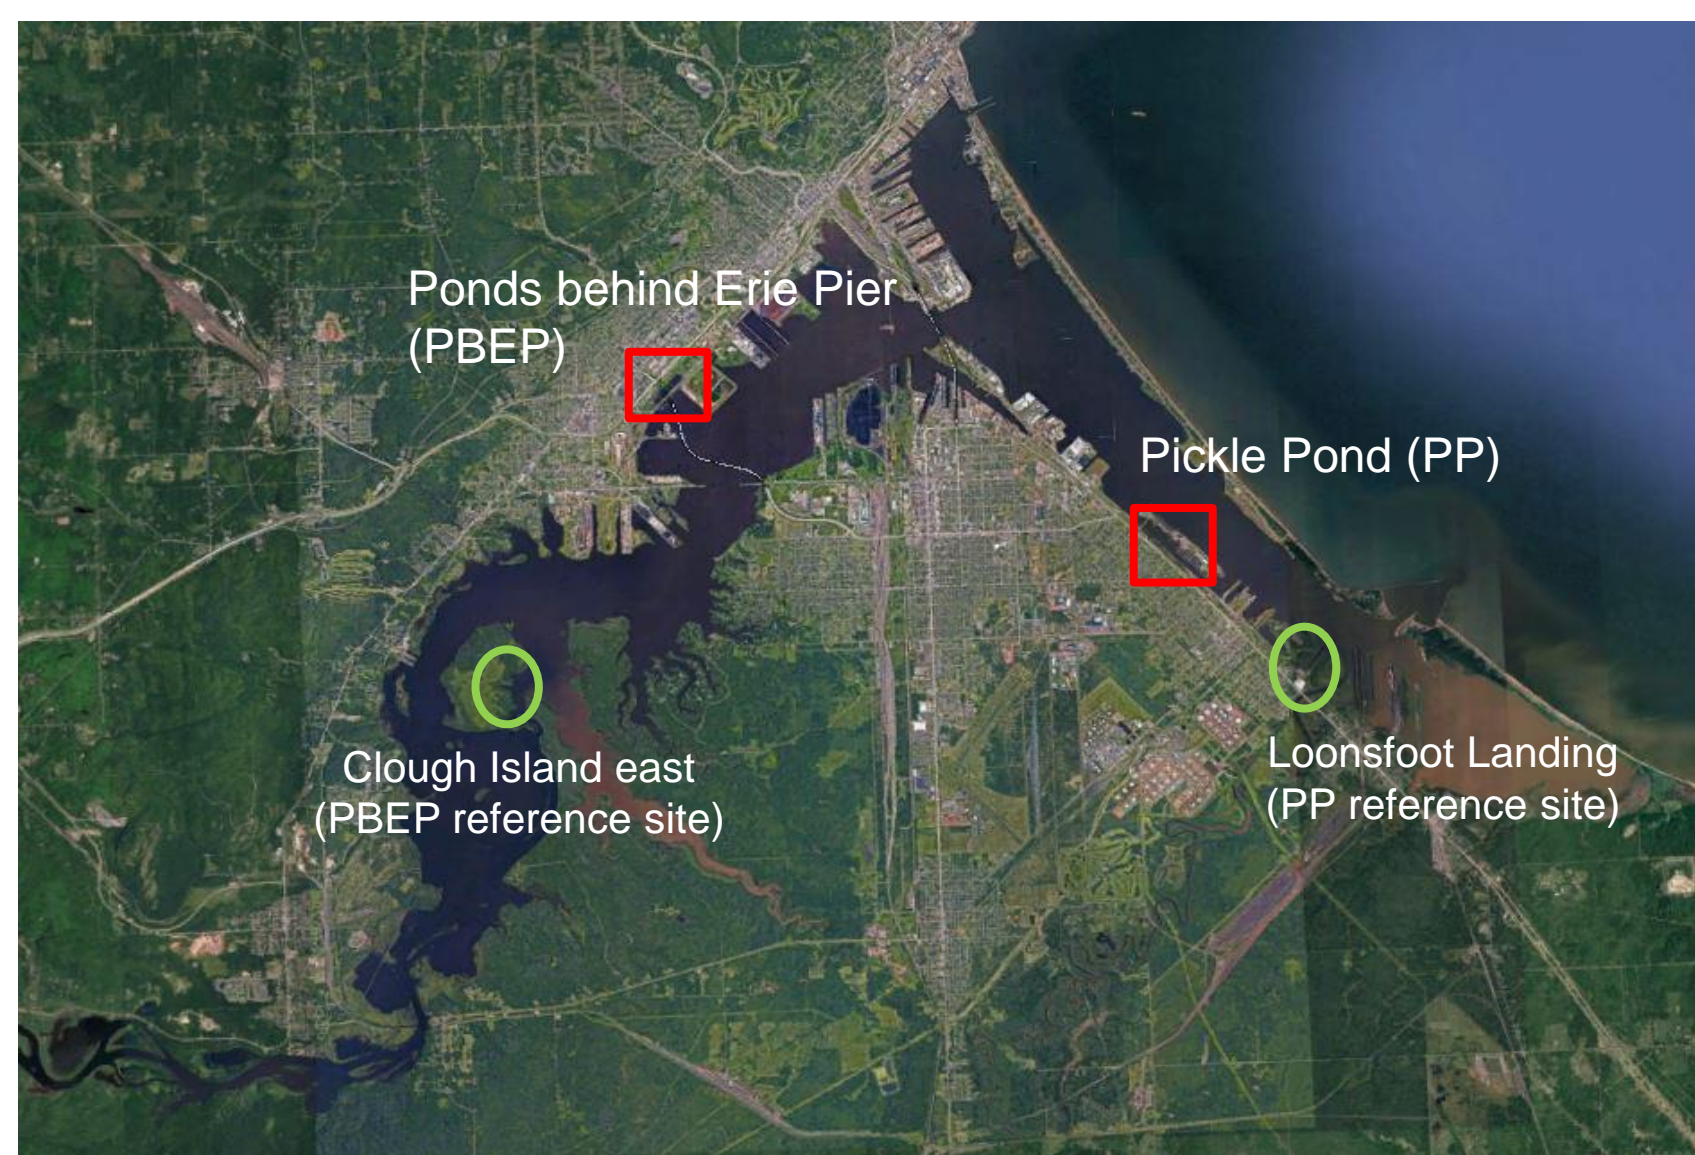 Ponds behind Erie Pier
(PBEP)
Pickle Pond (PP)
Clough Island east
(PBEP reference site)
Loonsfoot Landing
(PP reference site)